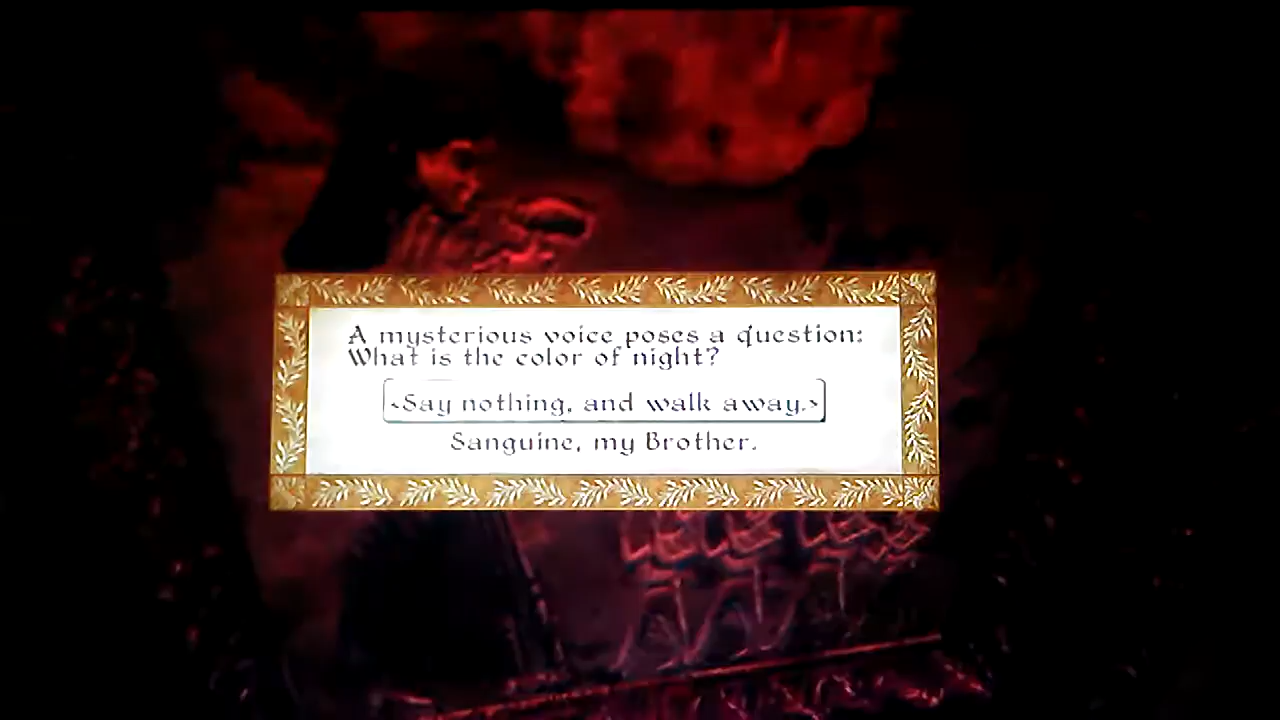 A mysterious voice poses a question:
What is the color of night?
<Say nothing, and walk away.>
Sanguine, my Brother.